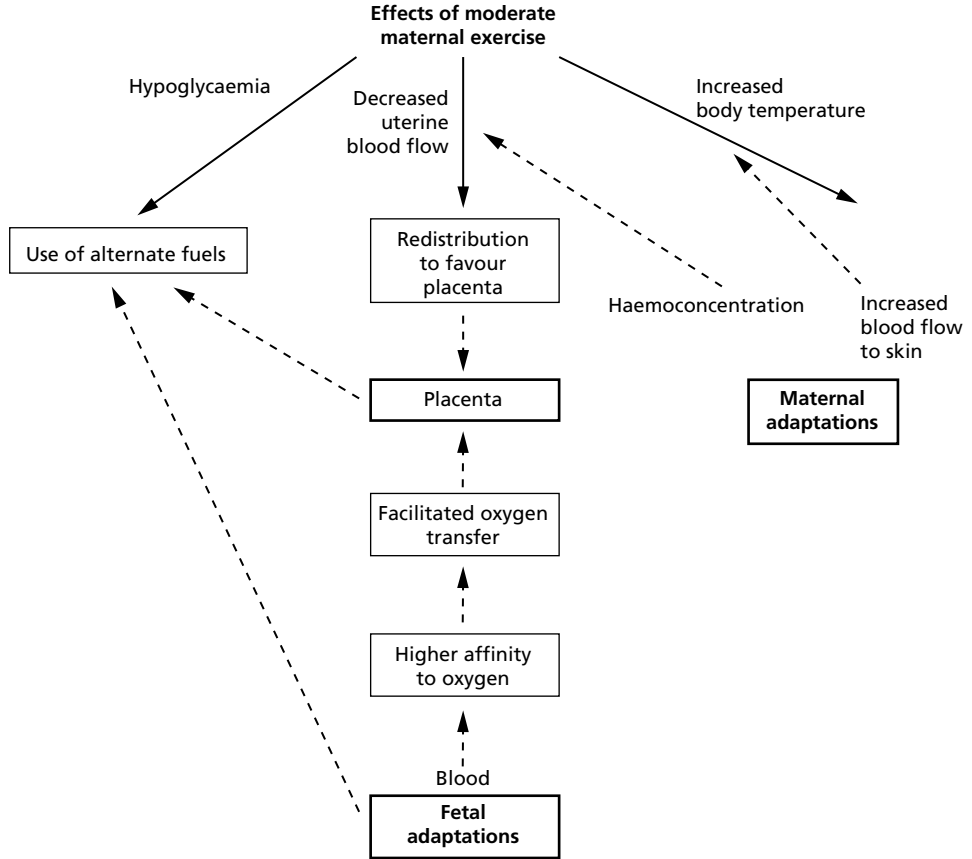 Effects of moderate
maternal exercise
Hypoglycaemia
Decreased
uterine
blood flow
Increased
body temperature
Use of alternate fuels
Redistribution
to favour
placenta
Haemoconcentration
Increased
blood flow
to skin
Placenta
Maternal
adaptations
Facilitated oxygen
transfer
Higher affinity
to oxygen
Blood
Fetal
adaptations